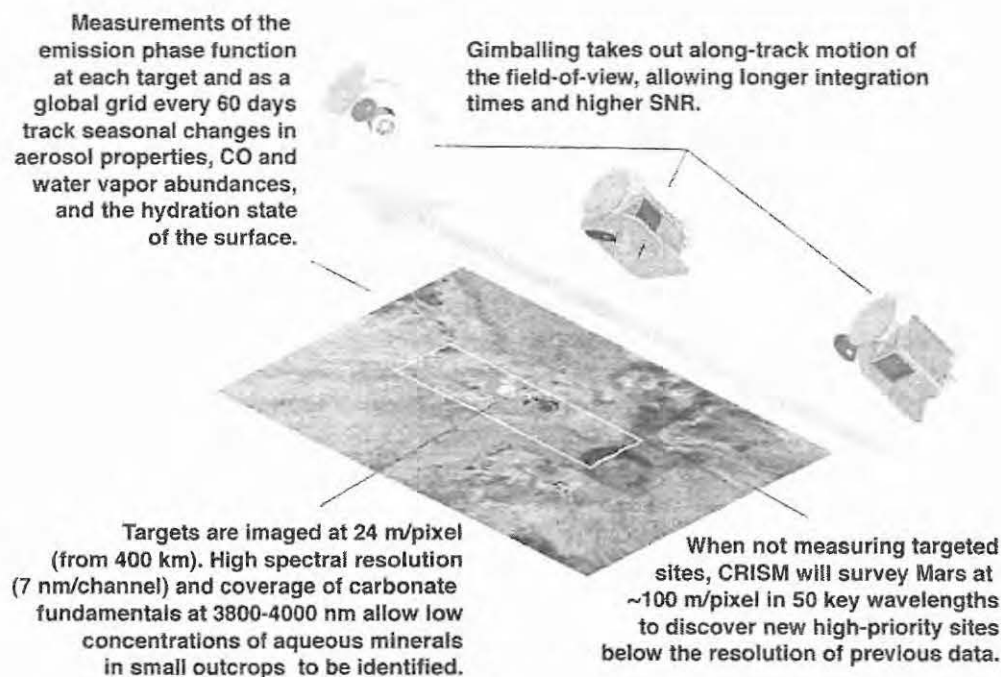 Measurements of the
emission phase function
at each target and as a
global grid every 60 days
track seasonal changes in
aerosol properties, CO and
water vapor abundances,
and the hydration state
of the surface.
Gimballing takes out along-track motion of
the field-of-view, allowing longer integration
times and higher SNR.
Targets are imaged at 24 m/pixel
(from 400 km). High spectral resolution
(7 nm/channel) and coverage of carbonate
fundamentals at 3800-4000 nm allow low
concentrations of aqueous minerals
in small outcrops to be identified.
When not measuring targeted
sites, CRISM will survey Mars at
~100 m/pixel in 50 key wavelengths
to discover new high-priority sites
below the resolution of previous data.